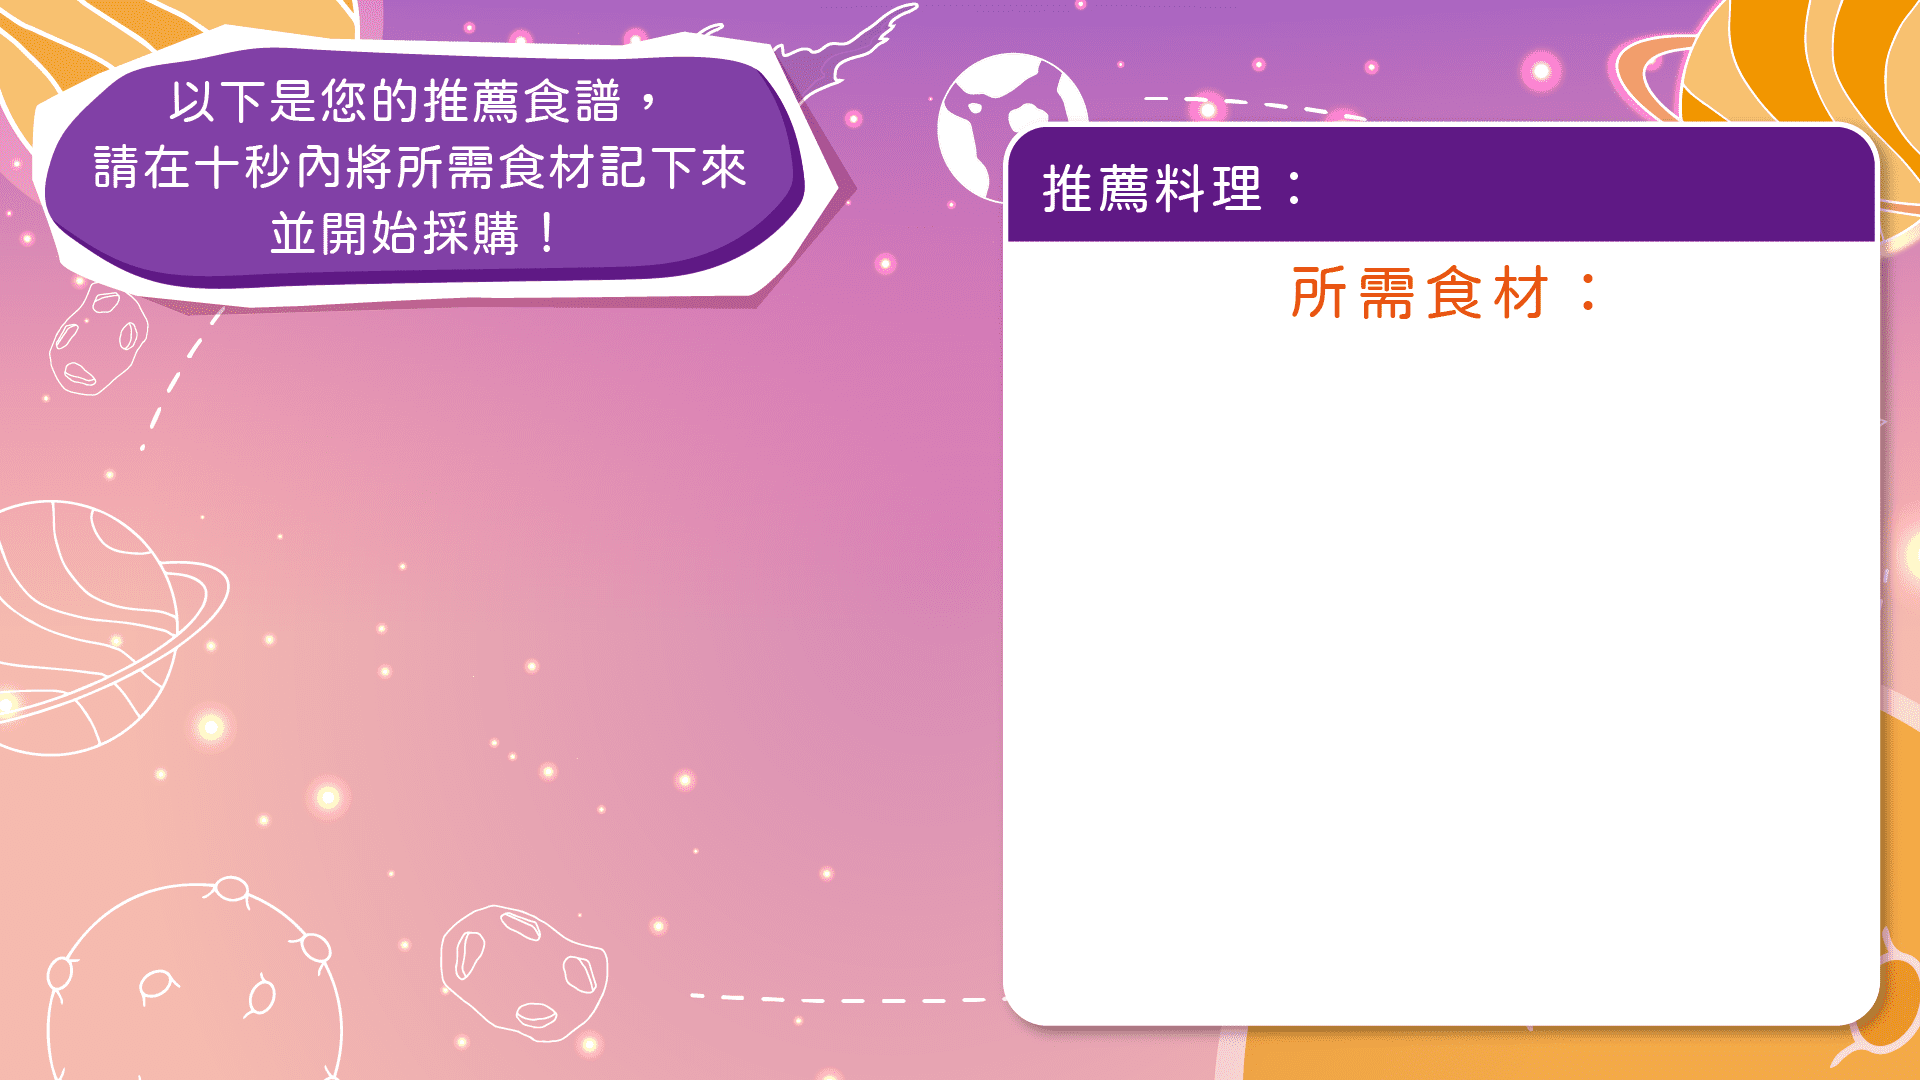 以下是您的推薦食譜，
請在十秒內將所需食材記下來
並開始採購！
推薦料理：
所需食材：